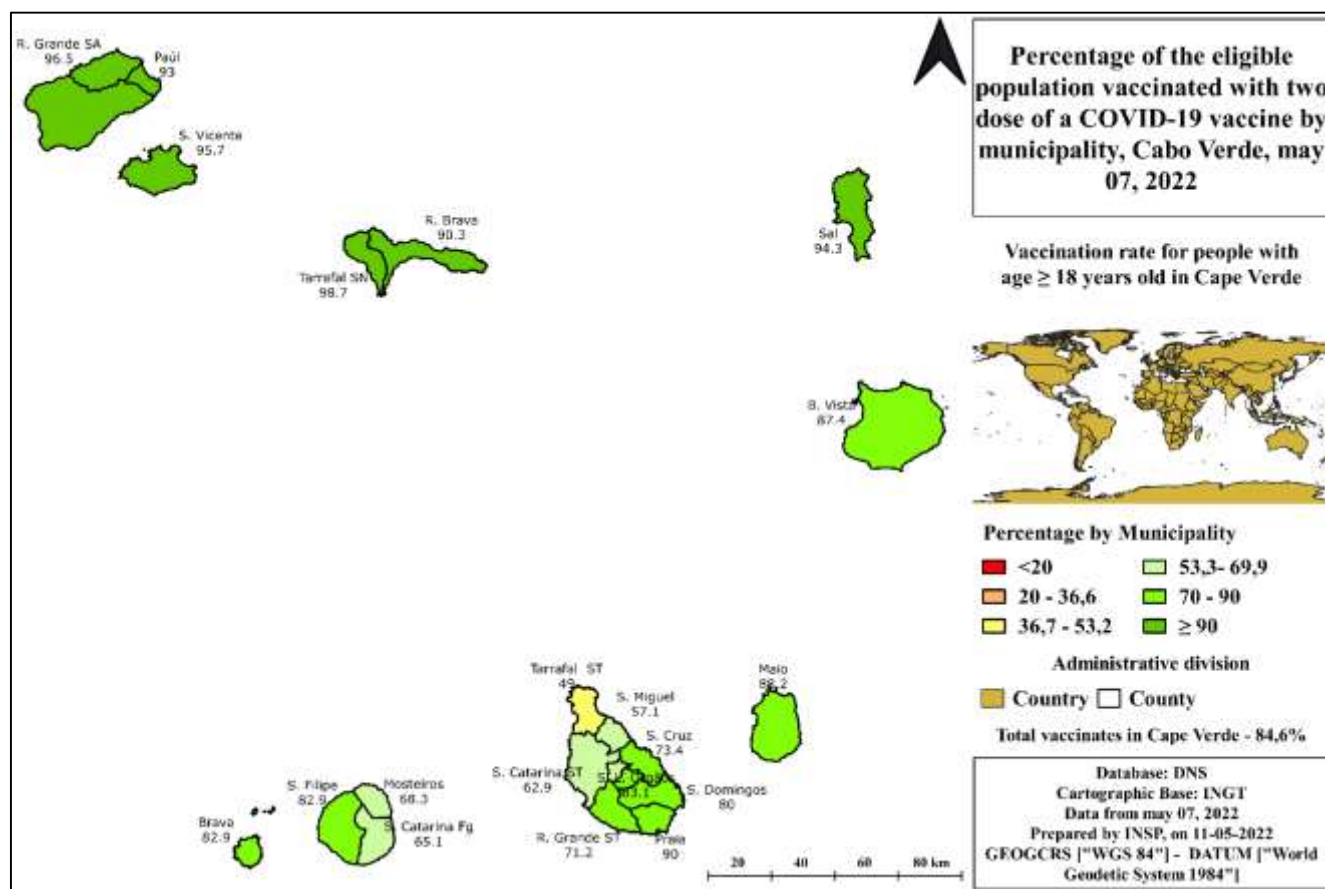 R. Grande SA
96.5
Paúl
93
S. Vicente
95.7
R. Brava
90.3
Tarrafal SN
98.7
Sal
94.3
B. Vista
87.4
Tarrafal ST
49
S. Miguel
57.1
S. Cruz
73.4
S. Catarina ST
62.9
S. Domingos
80
R. Grande ST
71.2
Praia
90
Maio
88.2
S. Filipe
82.9
Mosteiros
68.3
S. Catarina Fg
65.1
Brava
82.9
20 40 60 80 km
Percentage of the eligible
population vaccinated with two
dose of a COVID-19 vaccine by
municipality, Cabo Verde, may
07, 2022
Vaccination rate for people with
age ≥ 18 years old in Cape Verde
Percentage by Municipality
<20
20 - 36,6
36,7 - 53,2
53,3- 69,9
70 - 90
≥ 90
Administrative division
Country County
Total vaccinates in Cape Verde - 84,6%
Database: DNS
Cartographic Base: INGT
Data from may 07, 2022
Prepared by INSP, on 11-05-2022
GEOGCRS ["WGS 84"] - DATUM ["World
Geodetic System 1984"]